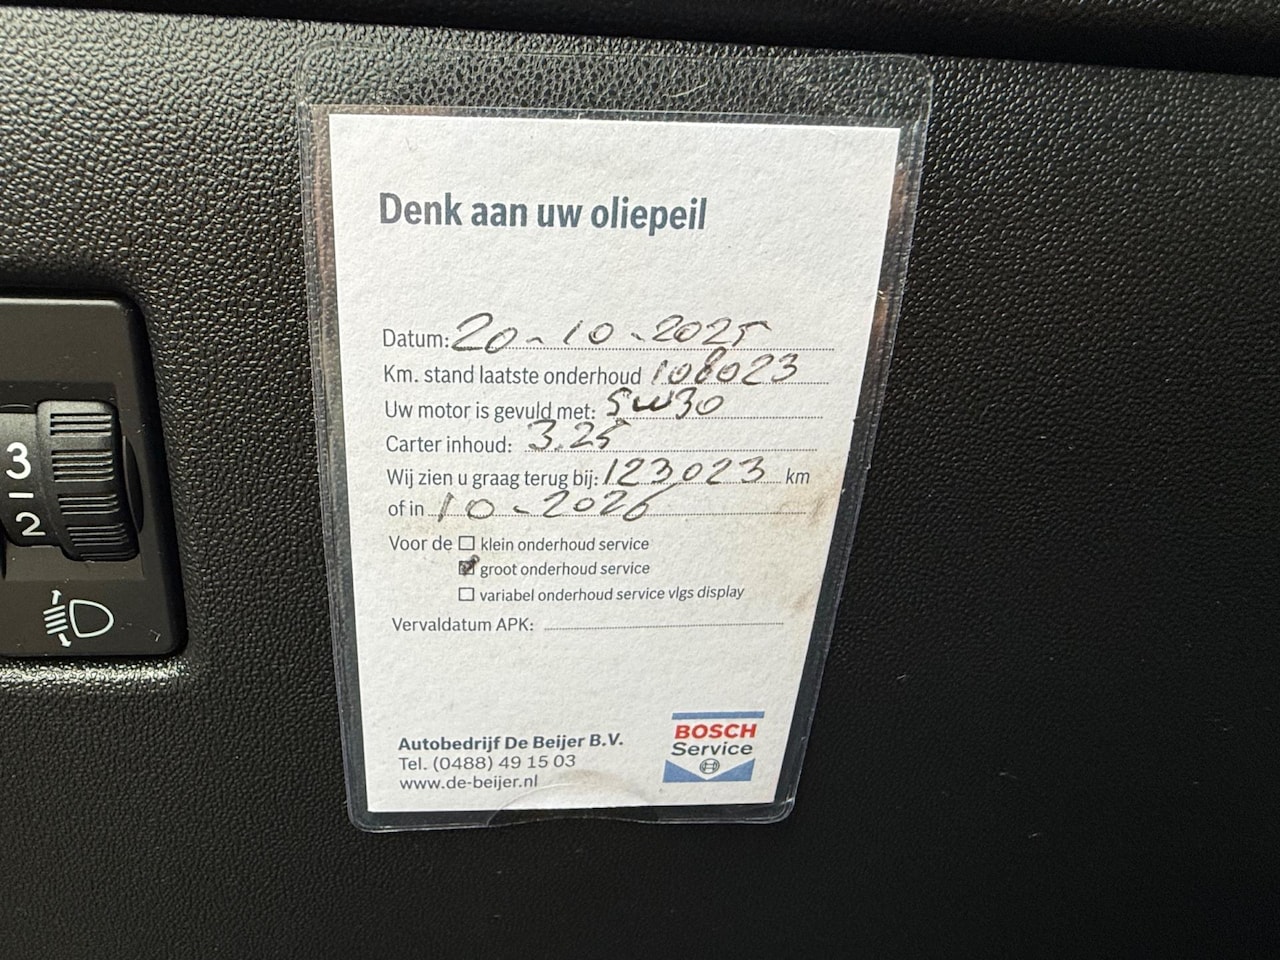 Denk aan uw oliepeil
Datum: 20-10-2025
Km. stand laatste onderhoud 108023
Uw motor is gevuld met: 5W30
Carter inhoud: 3.25
Wij zien u graag terug bij: 123023 km
of in 10-2026
Voor de klein onderhoud service
groot onderhoud service
variabel onderhoud service vlgs display
Vervaldatum APK:
Autobedrijf De Beijer B.V.
Tel. (0488) 49 15 03
www.de-beijer.nl
BOSCH
Service
3
2